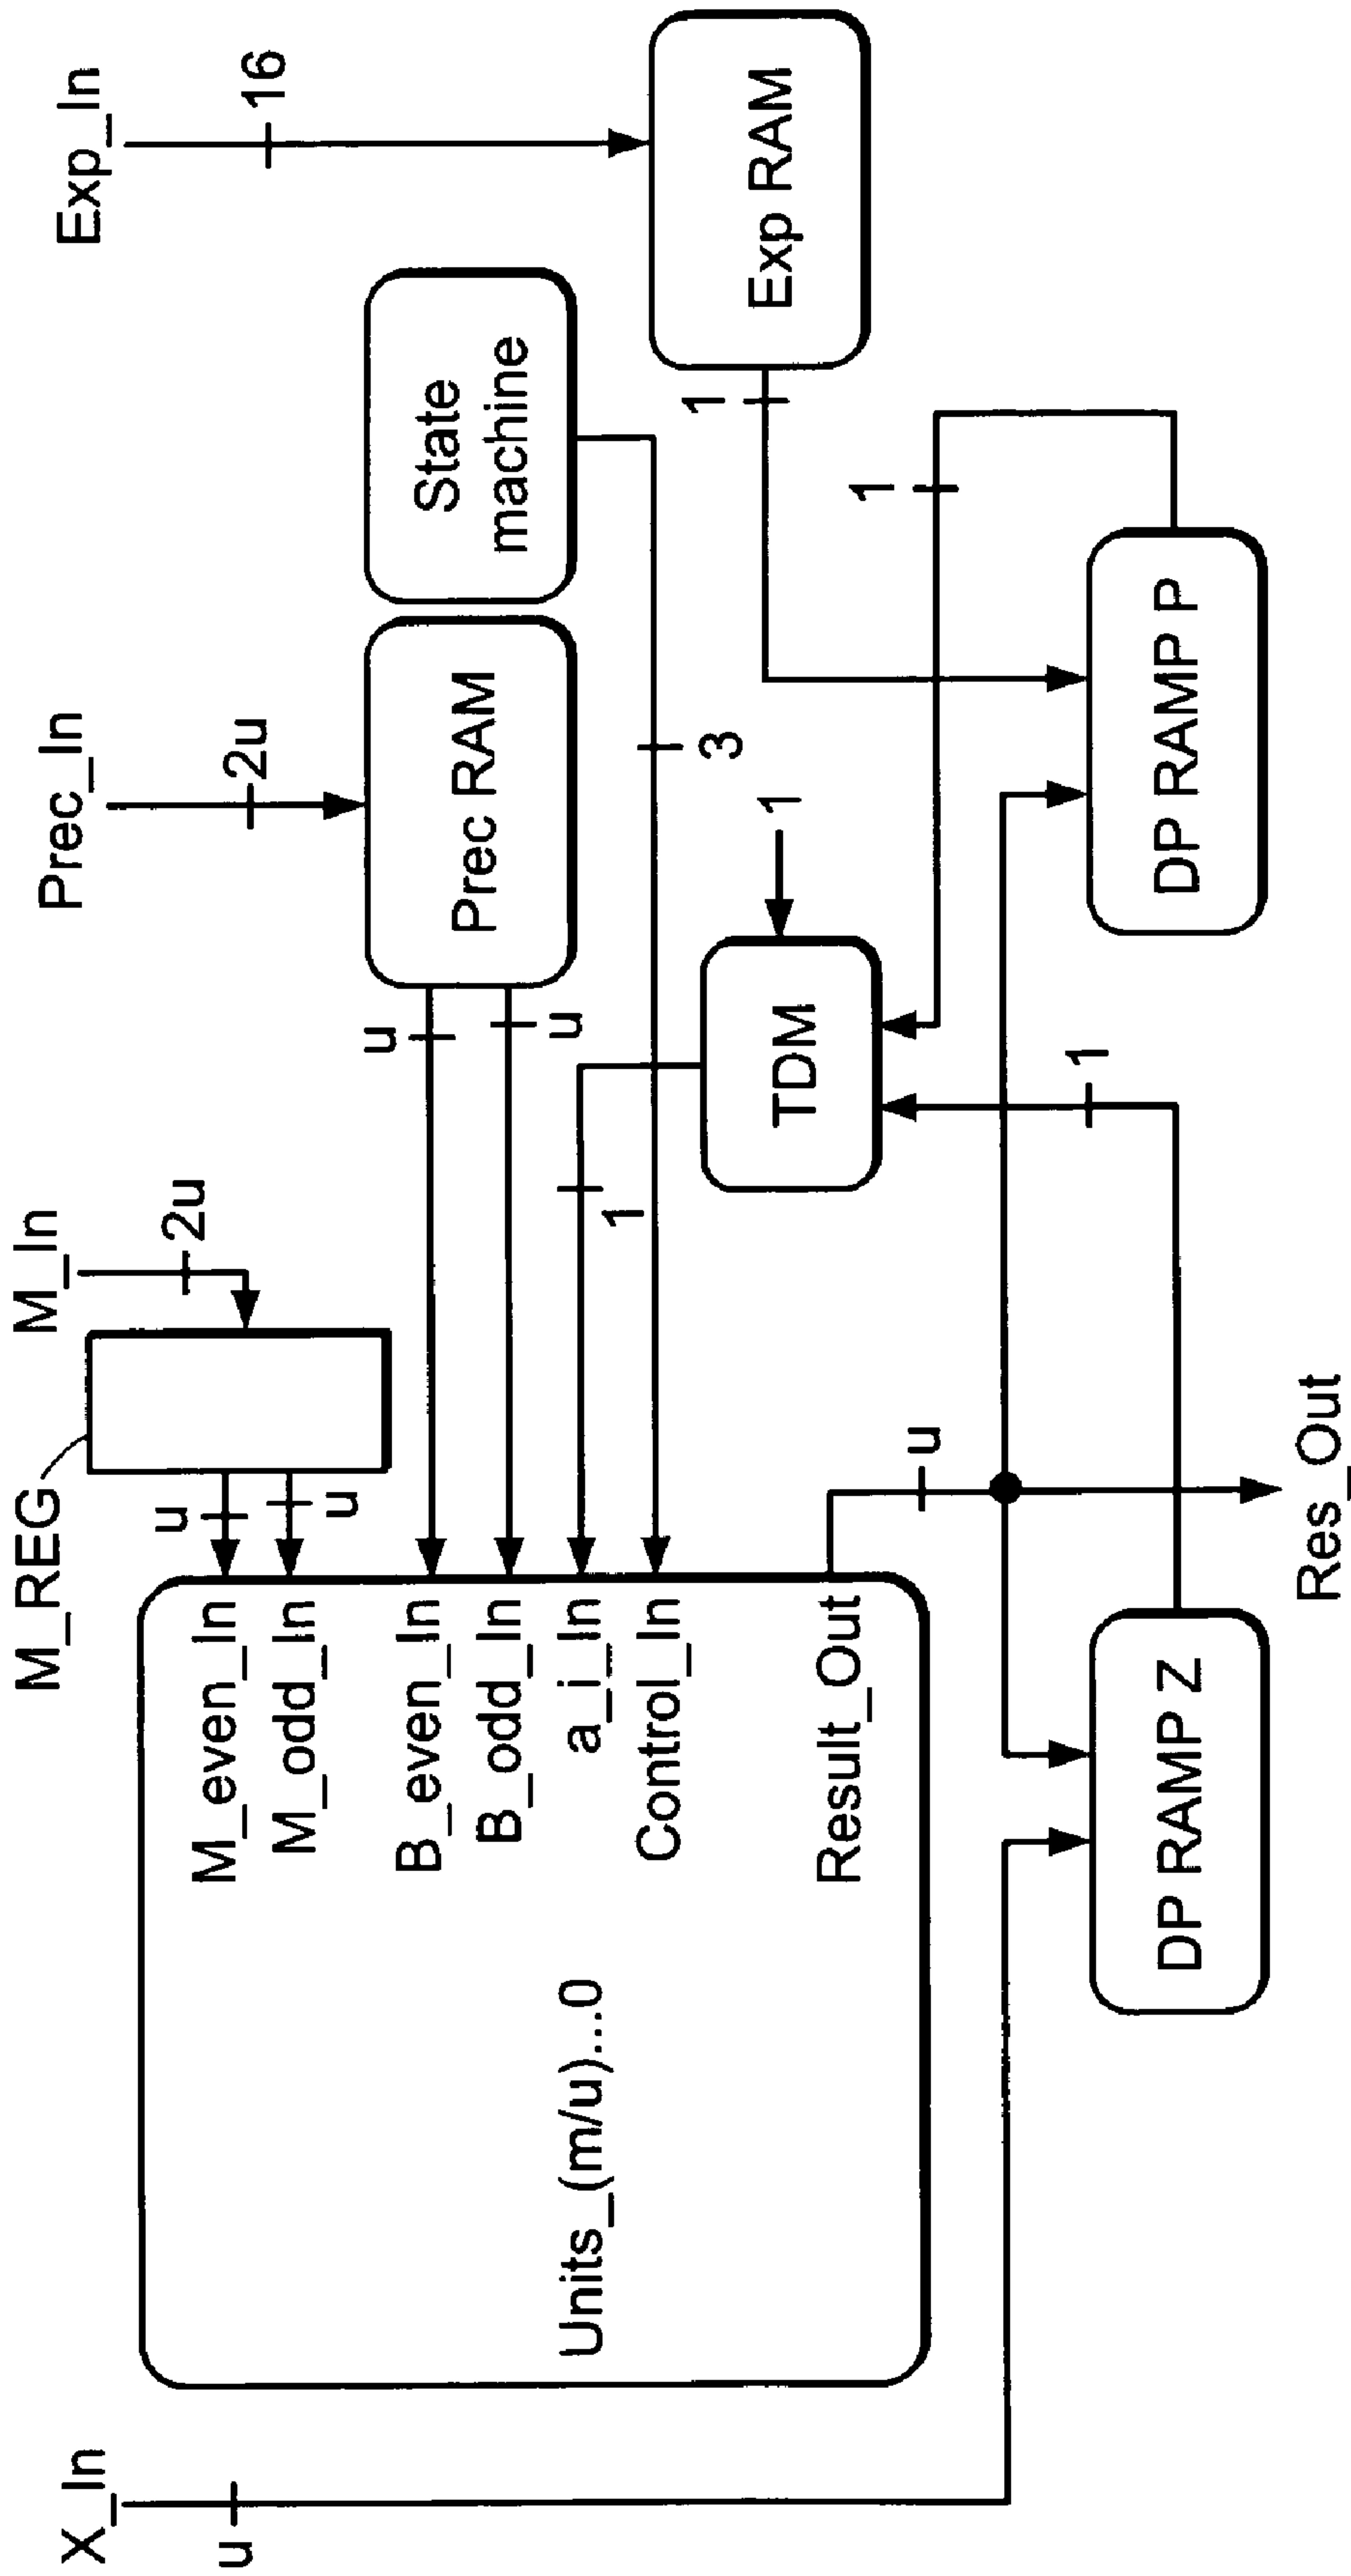 X_In
u
M_REG
M_In
2u
u
u
Prec_In
2u
Exp_In
16
M_even_In
M_odd_In
B_even_In
B_odd_In
a_i_In
Control_In
Result_Out
Units_(m/u)...0
u
u
Prec RAM
State
machine
3
1
TDM
1
Exp RAM
1
1
u
1
DP RAMP Z
Res_Out
DP RAMP P